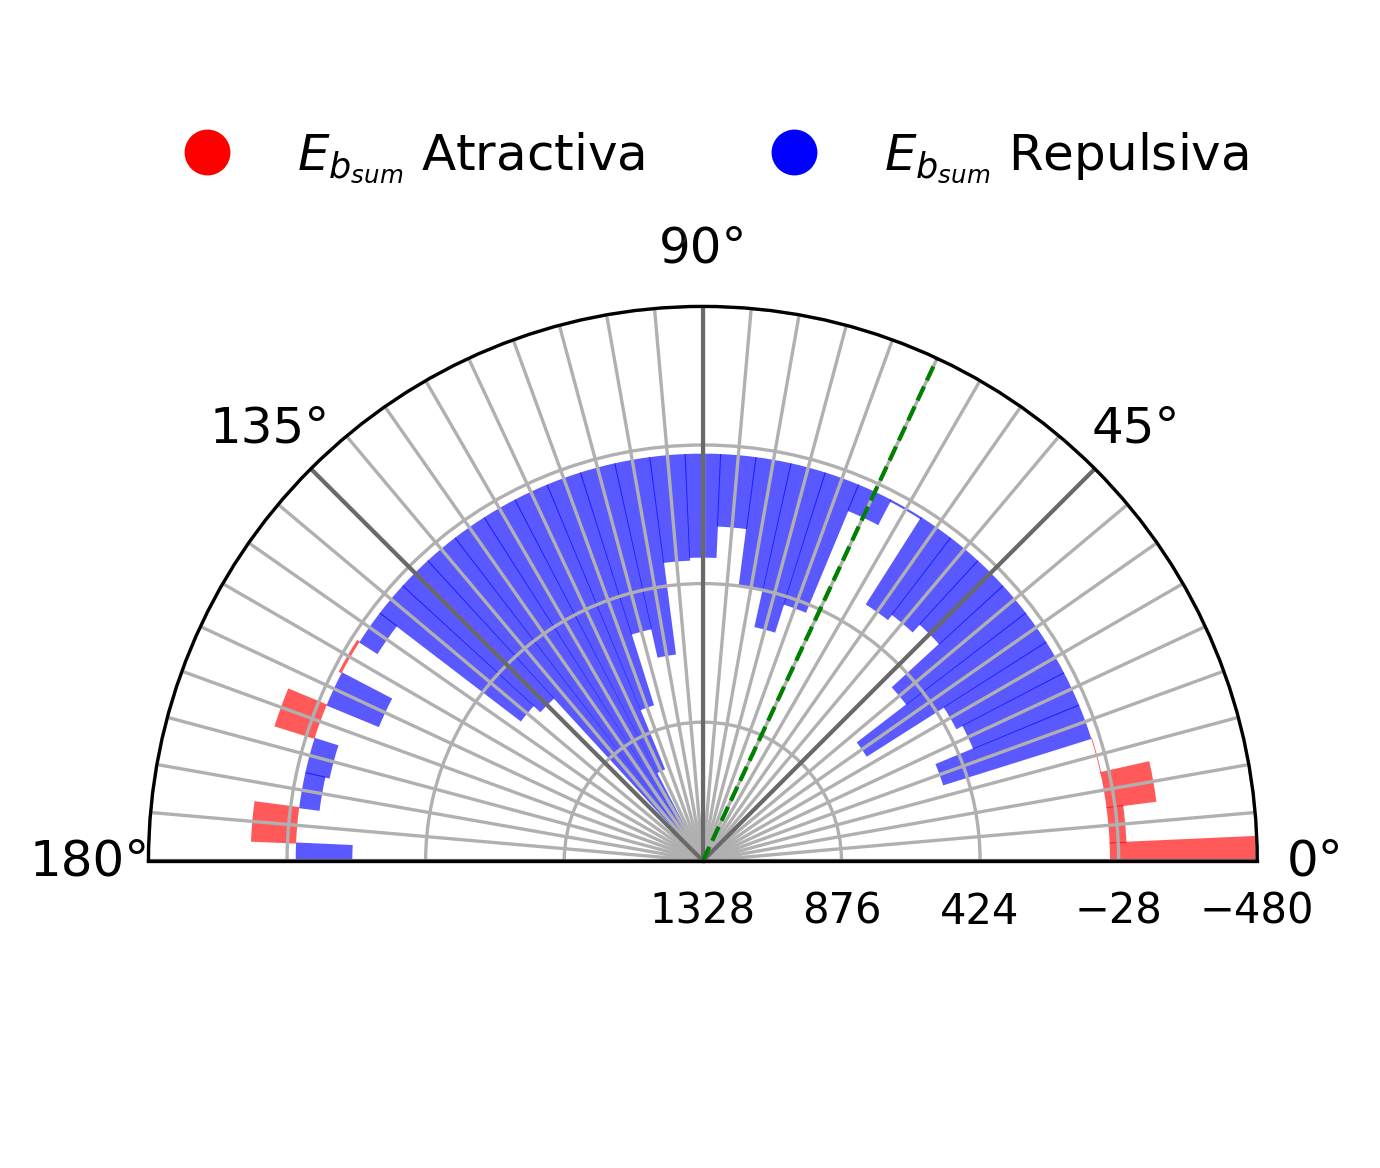 E_{b_{sum}} Atractiva E_{b_{sum}} Repulsiva
90°
135° 45°
180° 0°
1328 876 424 −28 −480